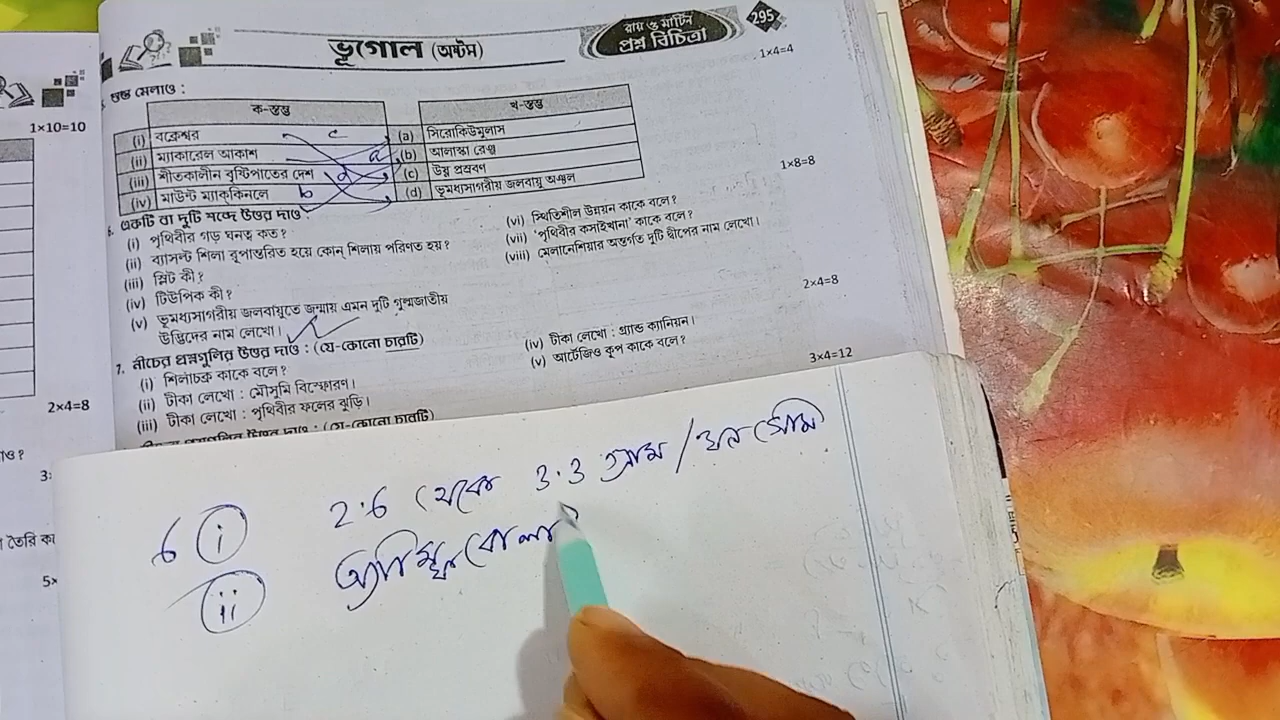 রায় ও মার্টিন
প্রশ্ন বিচিত্রা
295
ভূগোল (অষ্টম)
1×4=4
স্তম্ভ মেলাও :
1×10=10
ক-স্তম্ভ
খ-স্তম্ভ
(i) বক্রেশ্বর c (a) সিরোকিউমুলাস
(ii) ম্যাকারেল আকাশ a (b) আলাস্কা রেঞ্জ
(iii) শীতকালীন বৃষ্টিপাতের দেশ d (c) উষ্ণ প্রস্রবণ
(iv) মাউন্ট ম্যাক্‌কিনলে b (d) ভূমধ্যসাগরীয় জলবায়ু অঞ্চল
1×8=8
6. একটি বা দুটি শব্দে উত্তর দাও
(i) পৃথিবীর গড় ঘনত্ব কত?
(ii) ব্যাসল্ট শিলা রূপান্তরিত হয়ে কোন্ শিলায় পরিণত হয়?
(iii) স্লিট কী?
(iv) টিউপিক কী?
(v) ভূমধ্যসাগরীয় জলবায়ুতে জন্মায় এমন দুটি গুল্মজাতীয়
উদ্ভিদের নাম লেখো।
(vi) স্থিতিশীল উন্নয়ন কাকে বলে?
(vii) 'পৃথিবীর কসাইখানা' কাকে বলে?
(viii) মেলানেশিয়ার অন্তর্গত দুটি দ্বীপের নাম লেখো।
2×4=8
7. নীচের প্রশ্নগুলির উত্তর দাও : (যে-কোনো চারটি)
(i) শিলাচক্র কাকে বলে?
(ii) টীকা লেখো : মৌসুমি বিস্ফোরণ।
(iii) টীকা লেখো : পৃথিবীর ফলের ঝুড়ি।
(iv) টীকা লেখো : গ্র্যান্ড ক্যানিয়ন।
(v) আর্টেজিও কূপ কাকে বলে?
3×4=12
(যে-কোনো চারটি)
2×4=8
ও?
3:
তৈরি ক
5×
6 (i) 2.6 থেকে 3.3 গ্রাম / ঘন সেমি
(ii) অ্যাম্ফিবোলা